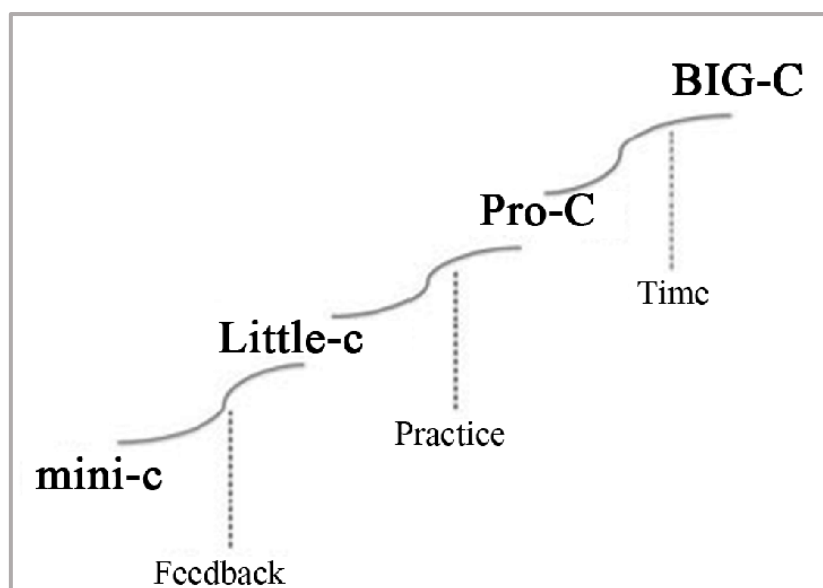 BIG-C
Pro-C
Time
Little-c
Practice
mini-c
Feedback